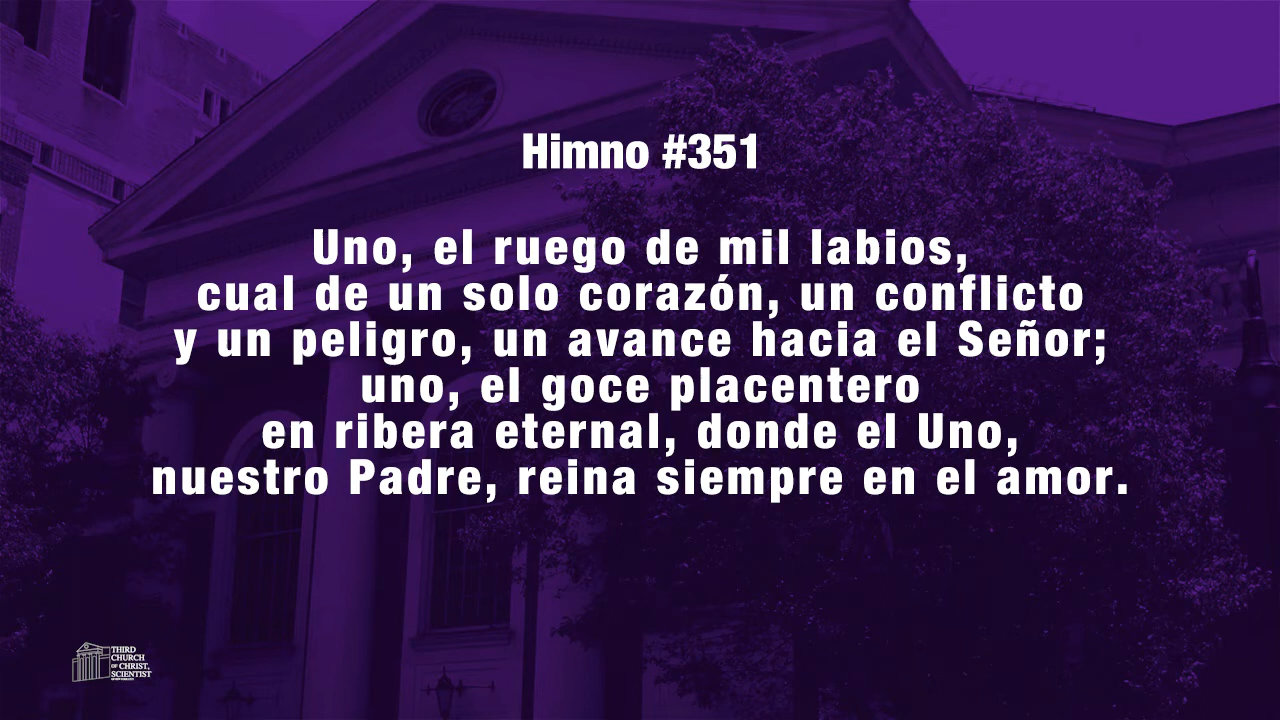 Himno #351
Uno, el ruego de mil labios,
cual de un solo corazón, un conflicto
y un peligro, un avance hacia el Señor;
uno, el goce placentero
en ribera eternal, donde el Uno,
nuestro Padre, reina siempre en el amor.
THIRD
CHURCH
OF CHRIST,
SCIENTIST